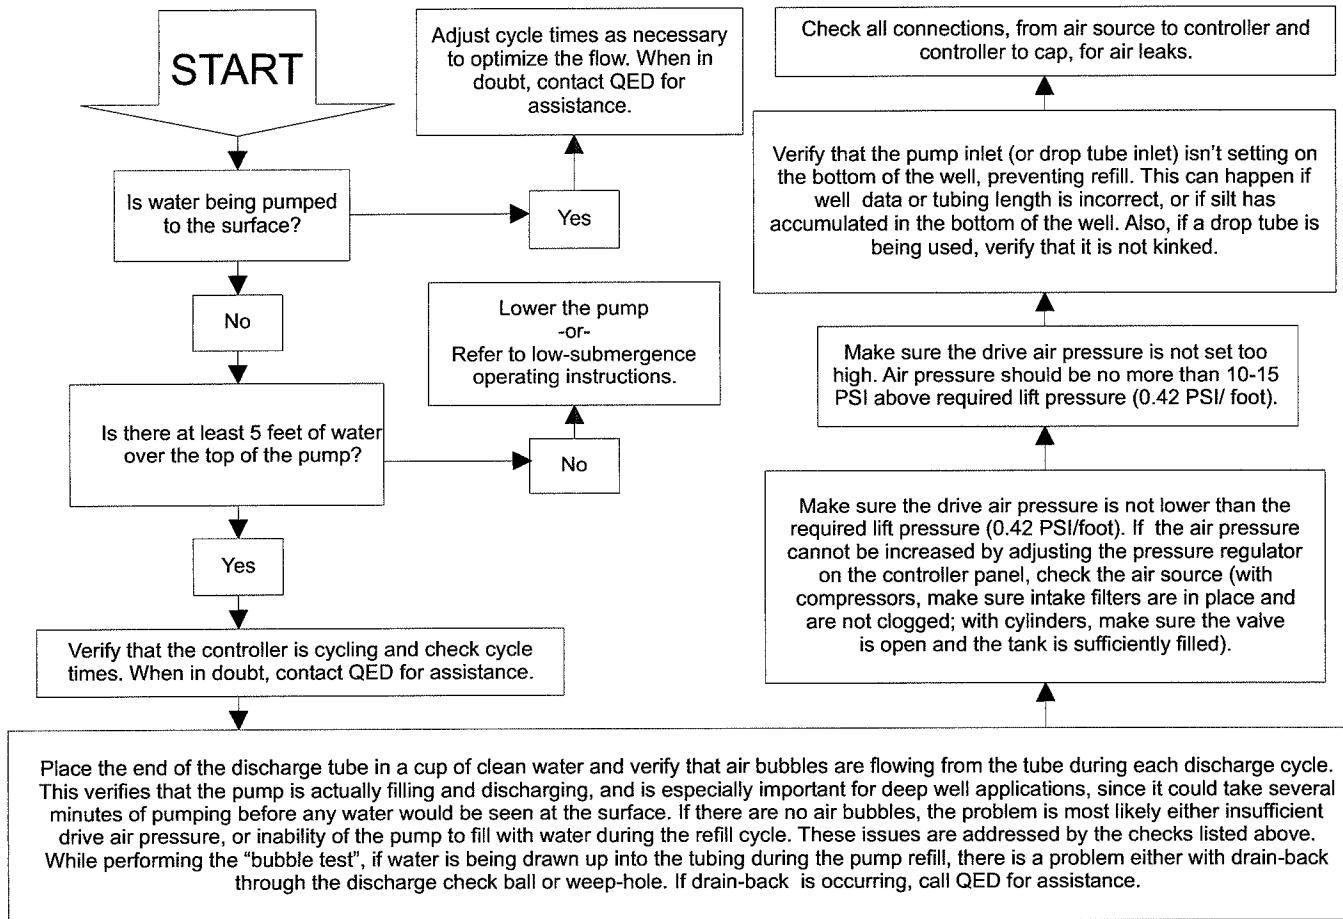 START
Is water being pumped
to the surface?
Yes
Adjust cycle times as necessary
to optimize the flow. When in
doubt, contact QED for
assistance.
No
Is there at least 5 feet of water
over the top of the pump?
No
Lower the pump
-or-
Refer to low-submergence
operating instructions.
Yes
Verify that the controller is cycling and check cycle
times. When in doubt, contact QED for assistance.
Place the end of the discharge tube in a cup of clean water and verify that air bubbles are flowing from the tube during each discharge cycle.
This verifies that the pump is actually filling and discharging, and is especially important for deep well applications, since it could take several
minutes of pumping before any water would be seen at the surface. If there are no air bubbles, the problem is most likely either insufficient
drive air pressure, or inability of the pump to fill with water during the refill cycle. These issues are addressed by the checks listed above.
While performing the “bubble test”, if water is being drawn up into the tubing during the pump refill, there is a problem either with drain-back
through the discharge check ball or weep-hole. If drain-back is occurring, call QED for assistance.
Make sure the drive air pressure is not lower than the
required lift pressure (0.42 PSI/foot). If the air pressure
cannot be increased by adjusting the pressure regulator
on the controller panel, check the air source (with
compressors, make sure intake filters are in place and
are not clogged; with cylinders, make sure the valve
is open and the tank is sufficiently filled).
Make sure the drive air pressure is not set too
high. Air pressure should be no more than 10-15
PSI above required lift pressure (0.42 PSI/ foot).
Verify that the pump inlet (or drop tube inlet) isn't setting on
the bottom of the well, preventing refill. This can happen if
well data or tubing length is incorrect, or if silt has
accumulated in the bottom of the well. Also, if a drop tube is
being used, verify that it is not kinked.
Check all connections, from air source to controller and
controller to cap, for air leaks.